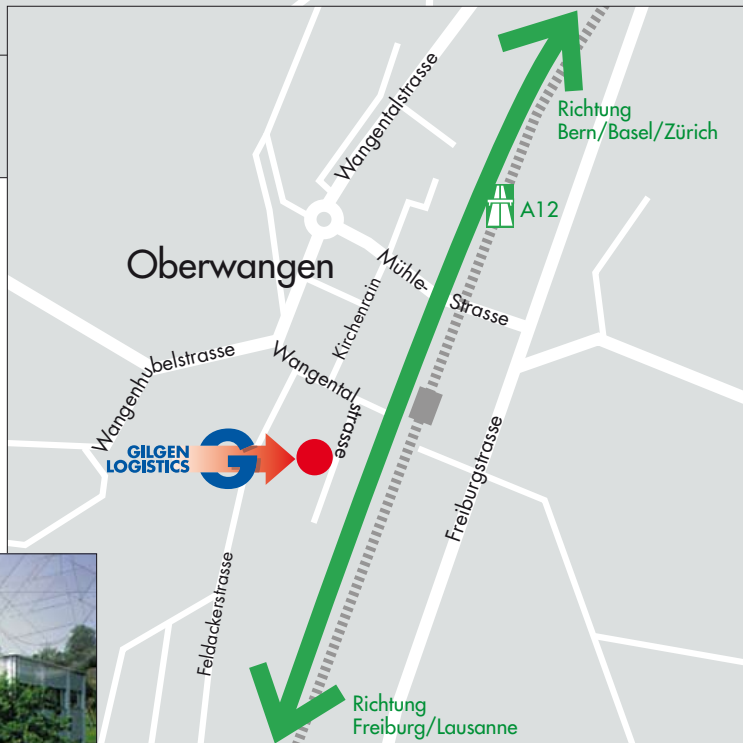 Wangentalstrasse
Richtung
Bern/Basel/Zürich
A12
Oberwangen
Mühle-
Strasse
Kirchenrain
Wangenhubelstrasse
Wangental
strasse
GILGEN
LOGISTICS
G
Freiburgstrasse
Feldackerstrasse
Richtung
Freiburg/Lausanne